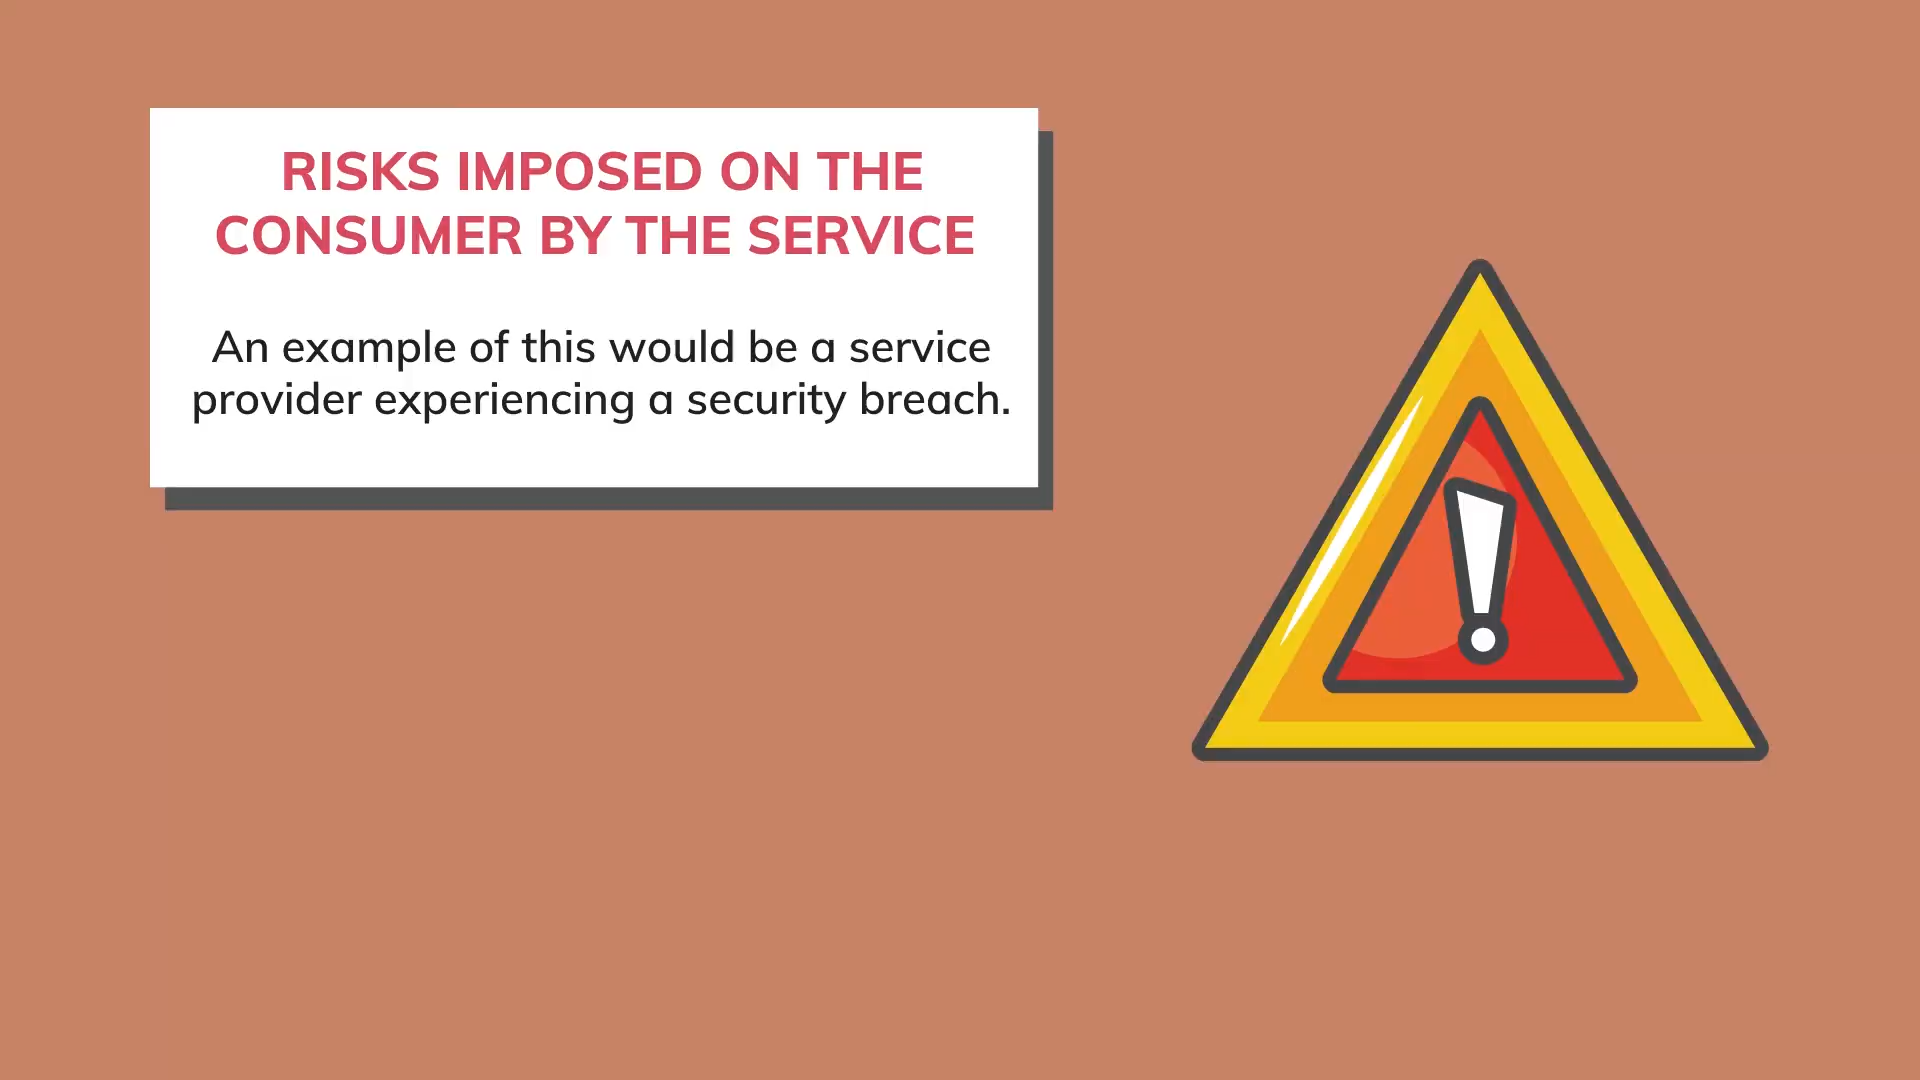 RISKS IMPOSED ON THE
CONSUMER BY THE SERVICE
An example of this would be a service
provider experiencing a security breach.